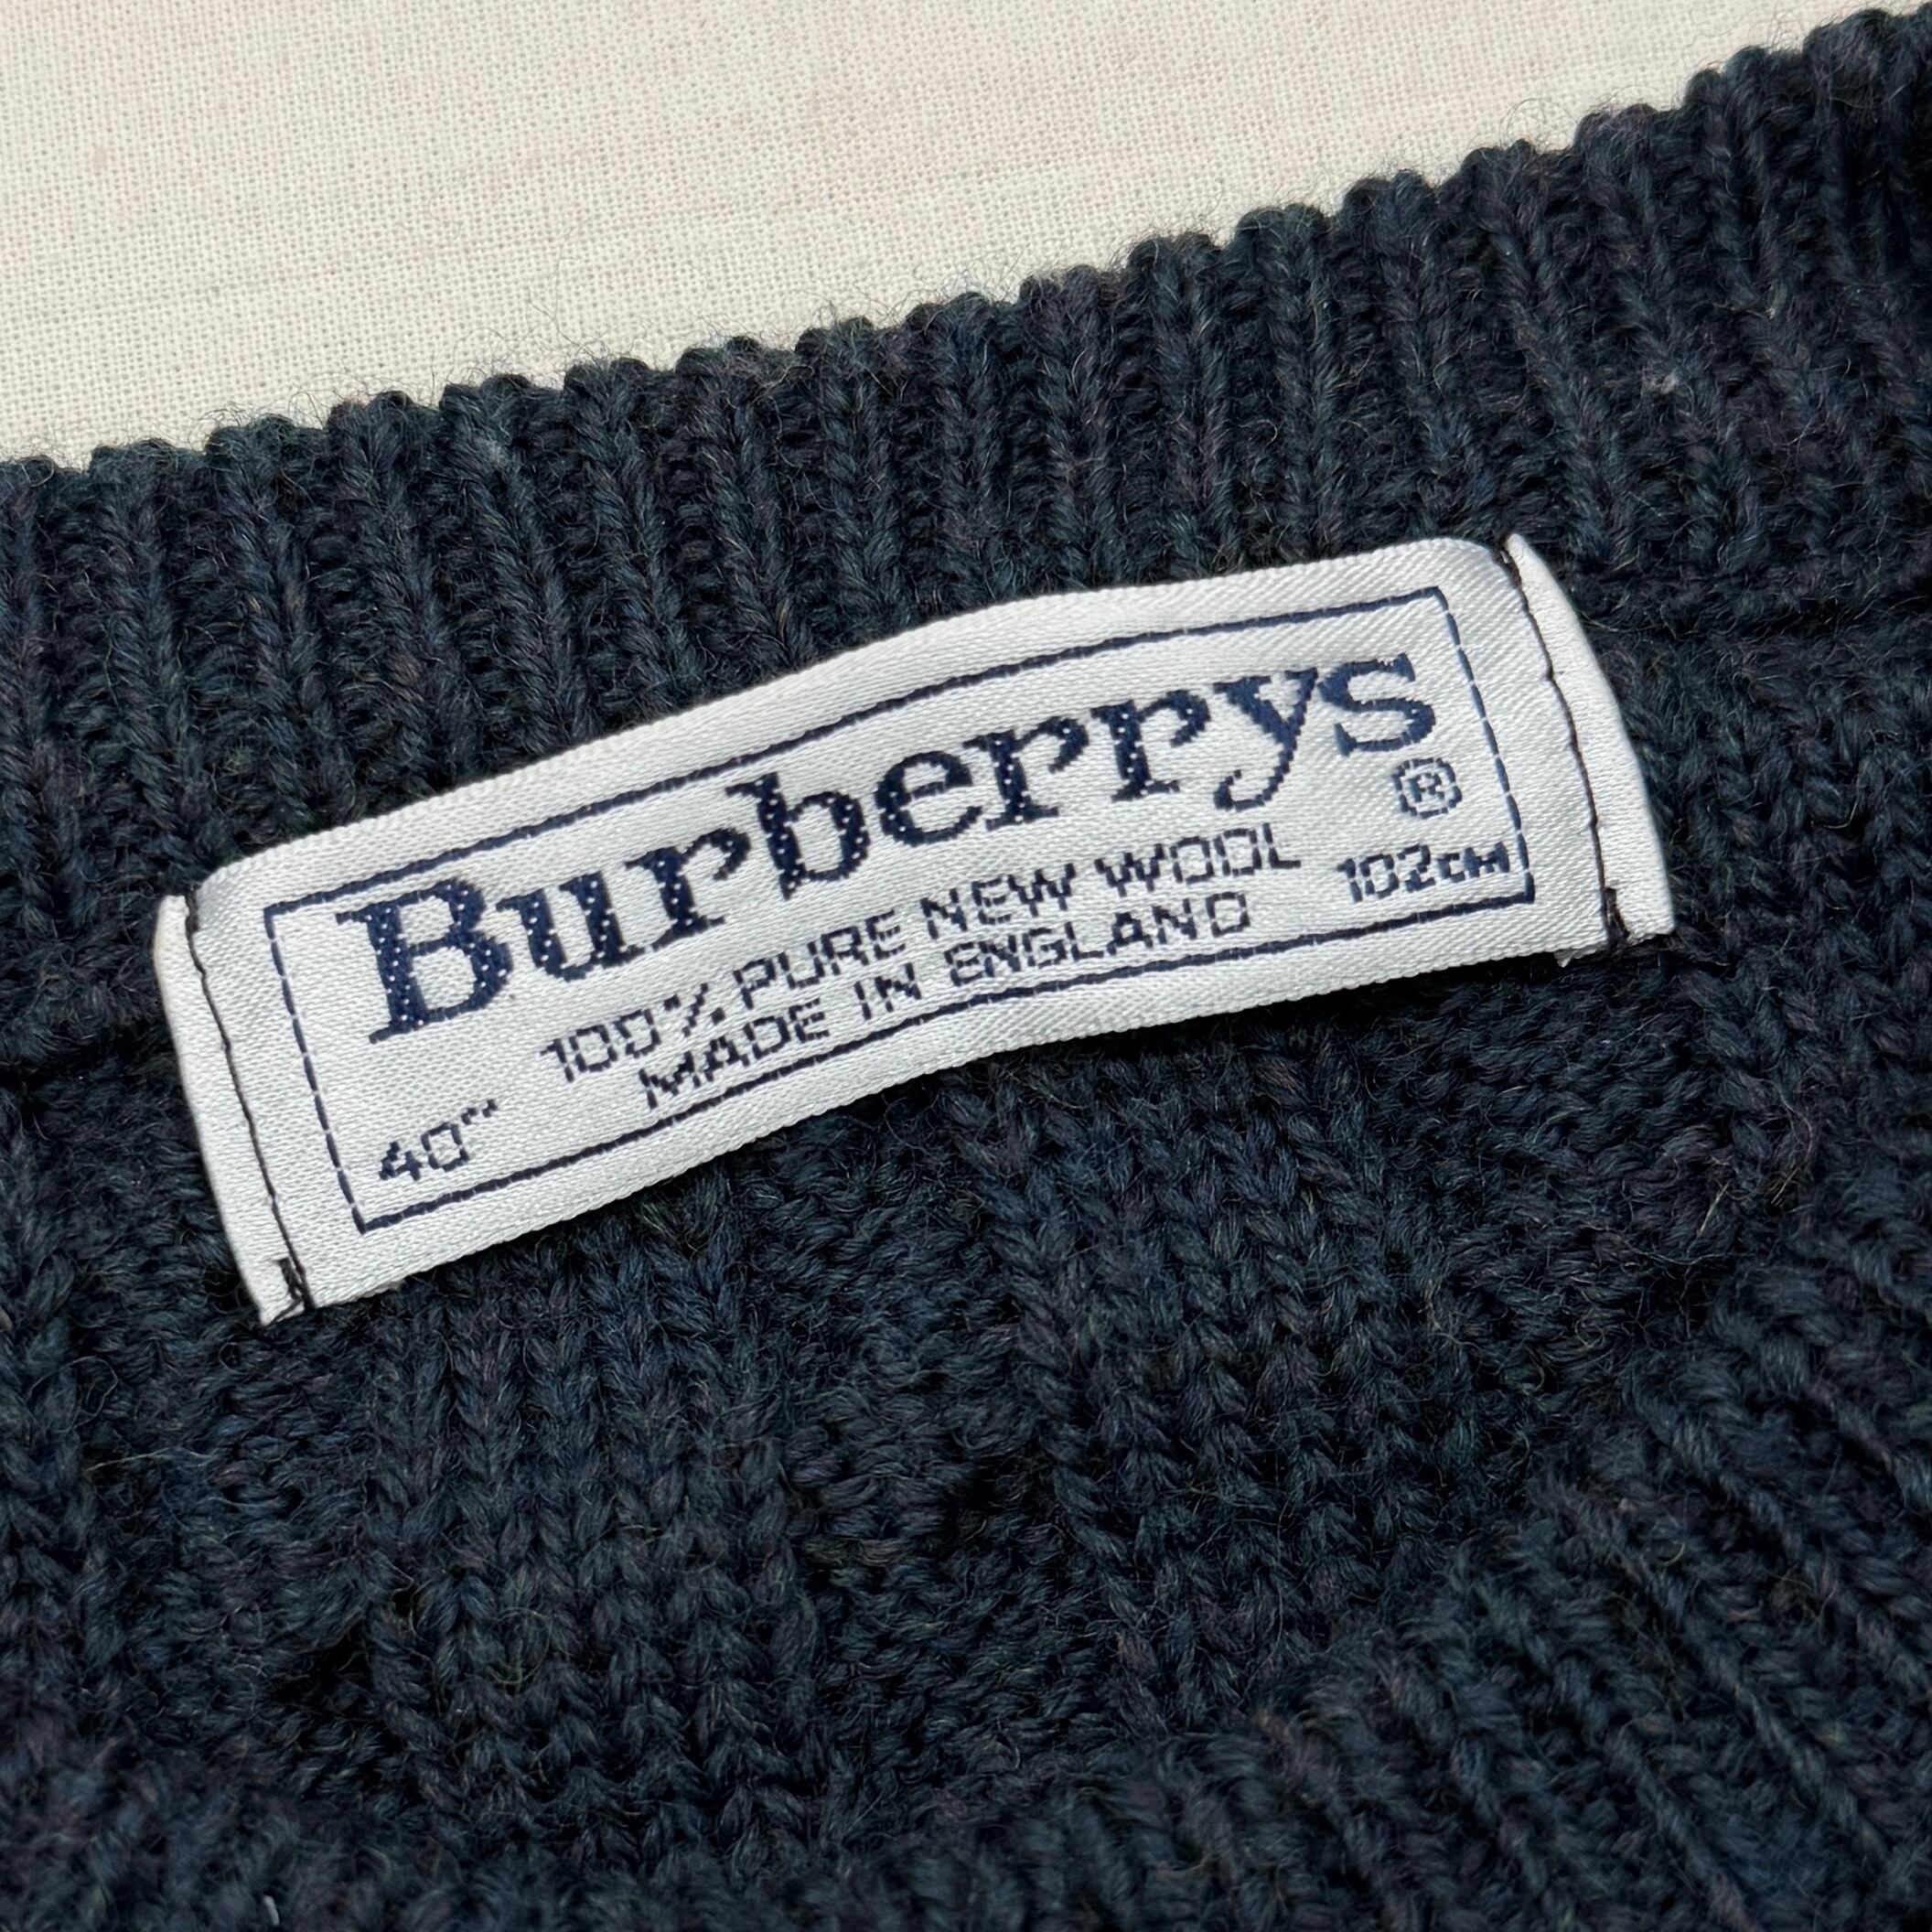 Burberrys
®
100% PURE NEW WOOL
MADE IN ENGLAND
40" 102cm